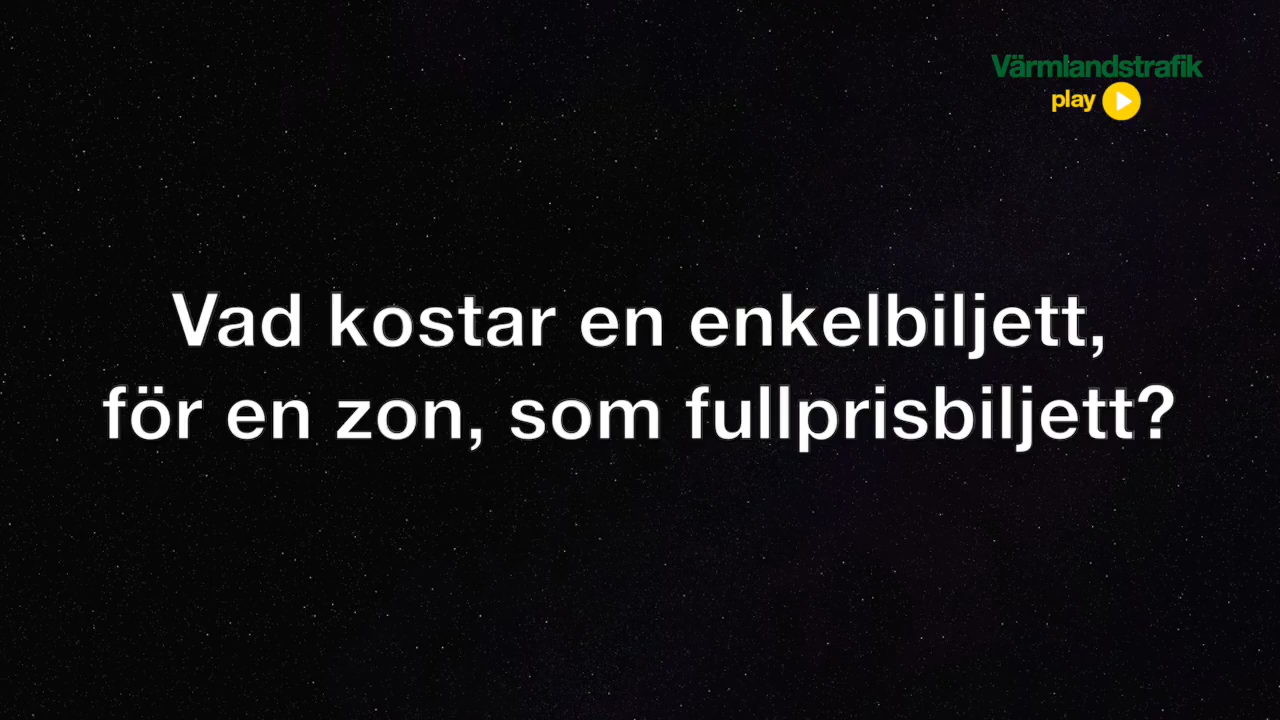 Värmlandstrafik
play
Vad kostar en enkelbiljett,
för en zon, som fullprisbiljett?